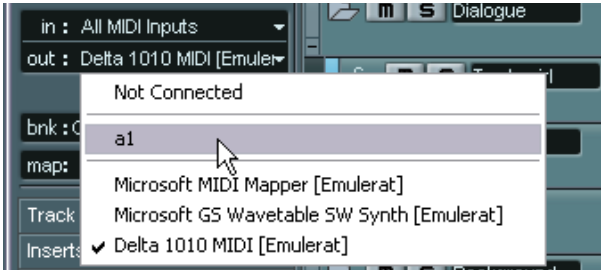 in : All MIDI Inputs
m S Dialogue
out : Delta 1010 MIDI [Emuler
Not Connected
bnk :
a1
map:
Microsoft MIDI Mapper [Emulerat]
Track
Microsoft GS Wavetable SW Synth [Emulerat]
Inserts
✔ Delta 1010 MIDI [Emulerat]